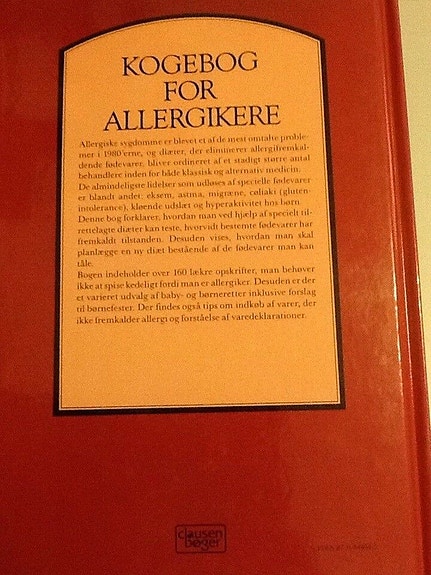 KOGEBOG
FOR
ALLERGIKERE
Allergiske sygdomme er blevet et af de mest omtalte proble-
mer i 1980'erne, og diæter, der eliminerer allergifremkal-
dende fødevarer, bliver ordineret af et stadigt større antal
behandlere inden for både klassisk og alternativ medicin.
De almindeligste lidelser som udløses af specielle fødevarer
er blandt andet: eksem, astma, migræne, cøliaki (gluten-
intolerance), kløende udslæt og hyperaktivitet hos børn.
Denne bog forklarer, hvordan man ved hjælp af specielt til-
rettelagte diæter kan teste, hvorvidt bestemte fødevarer har
fremkaldt tilstanden. Desuden vises, hvordan man skal
planlægge en ny diæt bestående af de fødevarer man kan
tåle.
Bogen indeholder over 160 lækre opskrifter, man behøver
ikke at spise kedeligt fordi man er allergiker. Desuden er der
et varieret udvalg af baby- og børneretter inklusive forslag
til børnefester. Der findes også tips om indkøb af varer, der
ikke fremkalder allergi og forståelse af varedeklarationer.
clausen
bøger